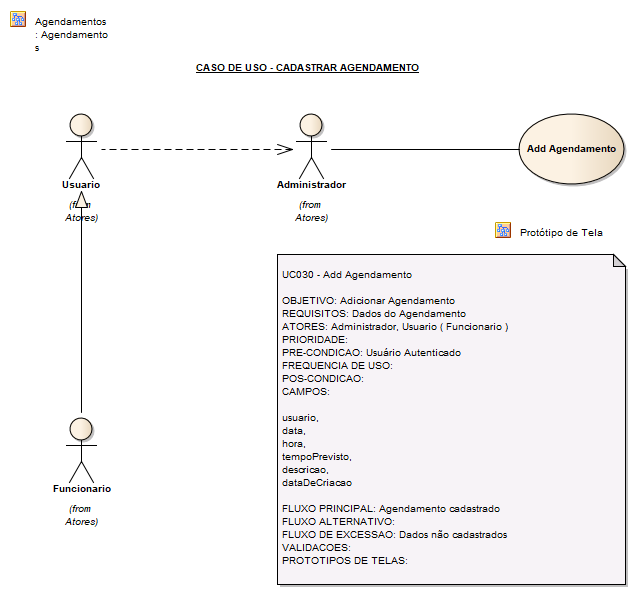 Agendamentos
: Agendamento
s
CASO DE USO - CADASTRAR AGENDAMENTO
Usuario
(from
Atores)
Administrador
(from
Atores)
Add Agendamento
Protótipo de Tela
UC030 - Add Agendamento
OBJETIVO: Adicionar Agendamento
REQUISITOS: Dados do Agendamento
ATORES: Administrador, Usuario ( Funcionario )
PRIORIDADE:
PRE-CONDICAO: Usuário Autenticado
FREQUENCIA DE USO:
POS-CONDICAO:
CAMPOS:
usuario,
data,
hora,
tempoPrevisto,
descricao,
dataDeCriacao
FLUXO PRINCIPAL: Agendamento cadastrado
FLUXO ALTERNATIVO:
FLUXO DE EXCESSAO: Dados não cadastrados
VALIDACOES:
PROTOTIPOS DE TELAS:
Funcionario
(from
Atores)